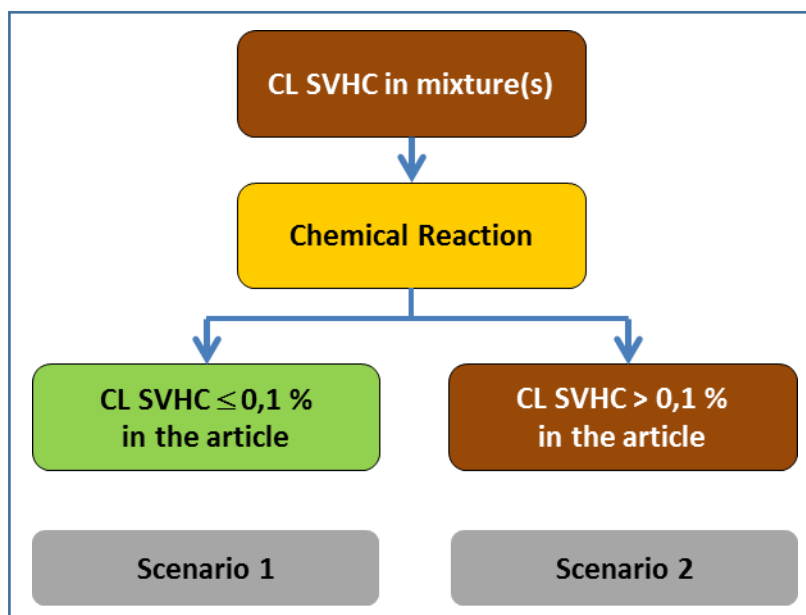 CL SVHC in mixture(s)
Chemical Reaction
CL SVHC ≤ 0,1 %
in the article
CL SVHC > 0,1 %
in the article
Scenario 1
Scenario 2